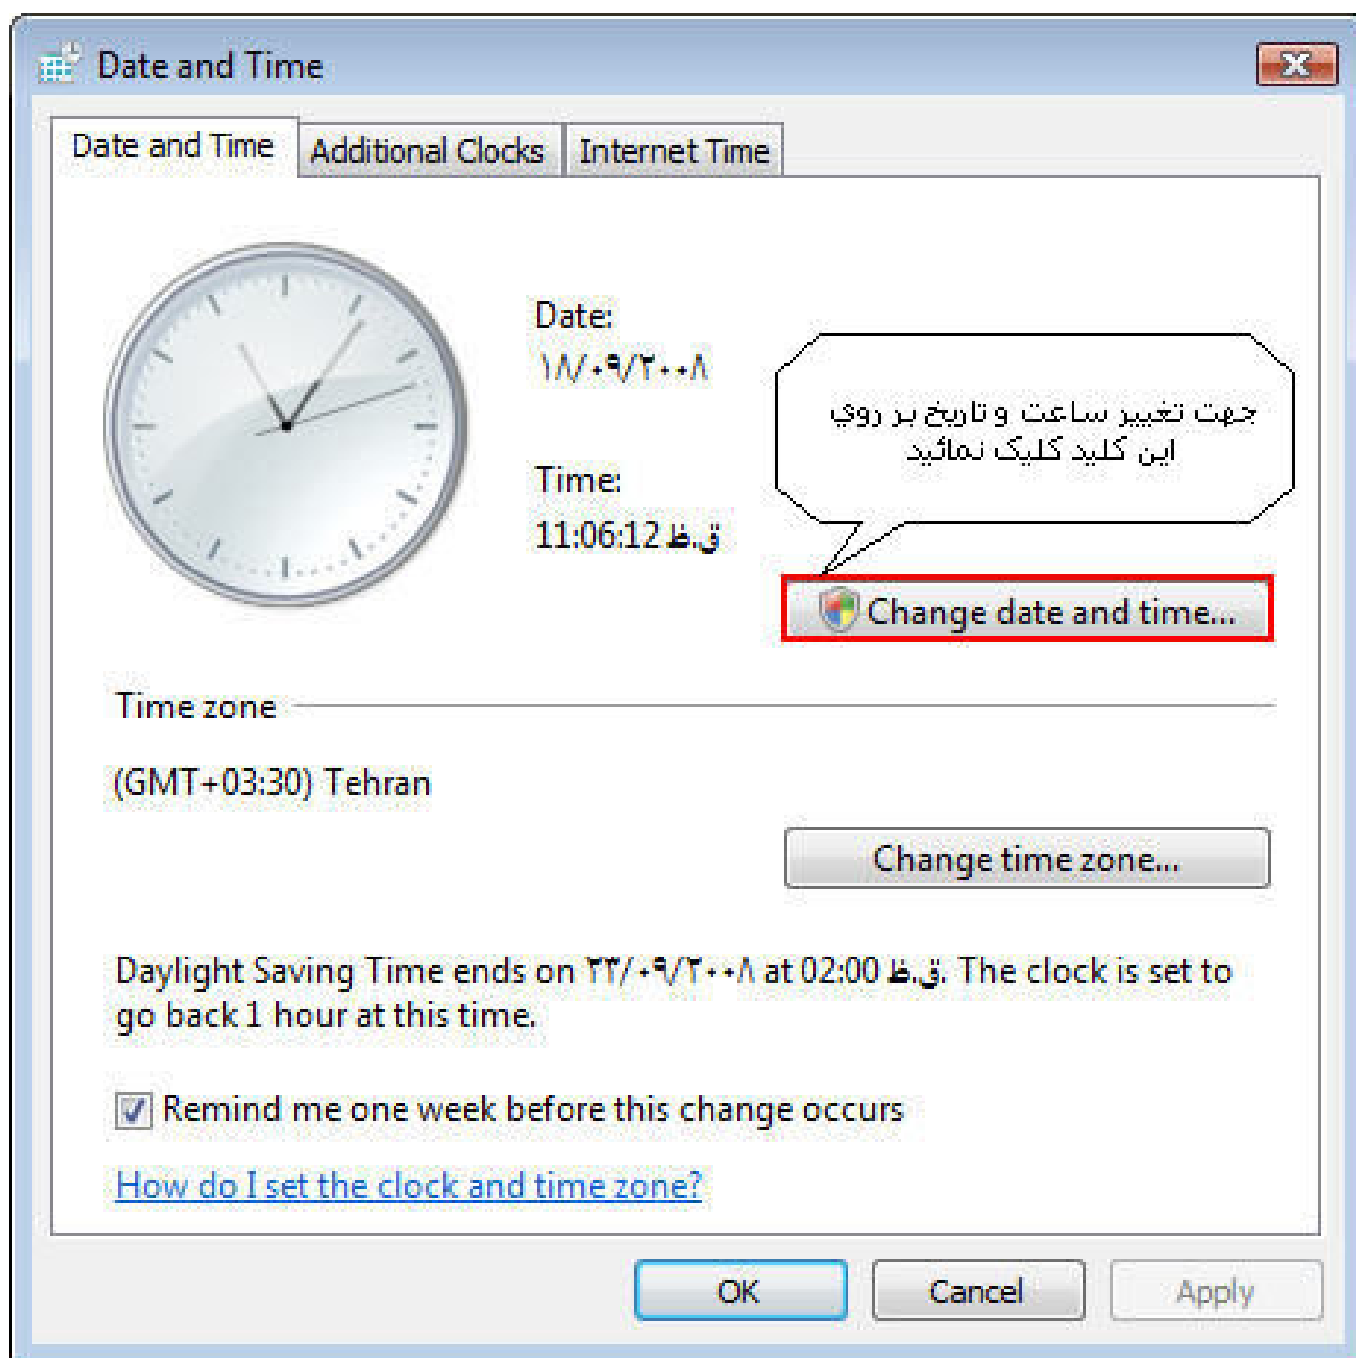 Date and Time
Date and Time
Additional Clocks
Internet Time
Date:
۱۸/۰۹/۲۰۰۸
جهت تغییر ساعت و تاریخ بر روي
این کلید کلیک نمائید
Time:
11:06:12 ق.ظ
Change date and time...
Time zone
(GMT+03:30) Tehran
Change time zone...
Daylight Saving Time ends on ۲۲/۰۹/۲۰۰۸ at 02:00 ق.ظ. The clock is set to
go back 1 hour at this time.
Remind me one week before this change occurs
How do I set the clock and time zone?
OK
Cancel
Apply